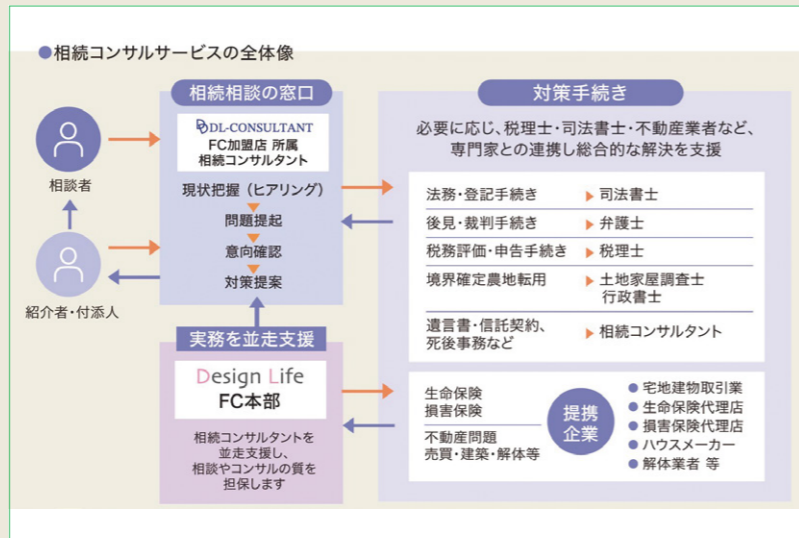 ●相続コンサルサービスの全体像
相談者
紹介者・付添人
相続相談の窓口
DL-CONSULTANT
FC加盟店 所属
相続コンサルタント
現状把握（ヒアリング）
問題提起
意向確認
対策提案
実務を並走支援
Design Life
FC本部
相続コンサルタントを
並走支援し、
相談やコンサルの質を
担保します
対策手続き
必要に応じ、税理士・司法書士・不動産業者など、
専門家との連携し総合的な解決を支援
法務・登記手続き ▶ 司法書士
後見・裁判手続き ▶ 弁護士
税務評価・申告手続き ▶ 税理士
境界確定農地転用 ▶ 土地家屋調査士
行政書士
遺言書・信託契約、
死後事務など ▶ 相続コンサルタント
生命保険
損害保険
不動産問題
売買・建築・解体等
提携
企業
● 宅地建物取引業
● 生命保険代理店
● 損害保険代理店
● ハウスメーカー
● 解体業者 等